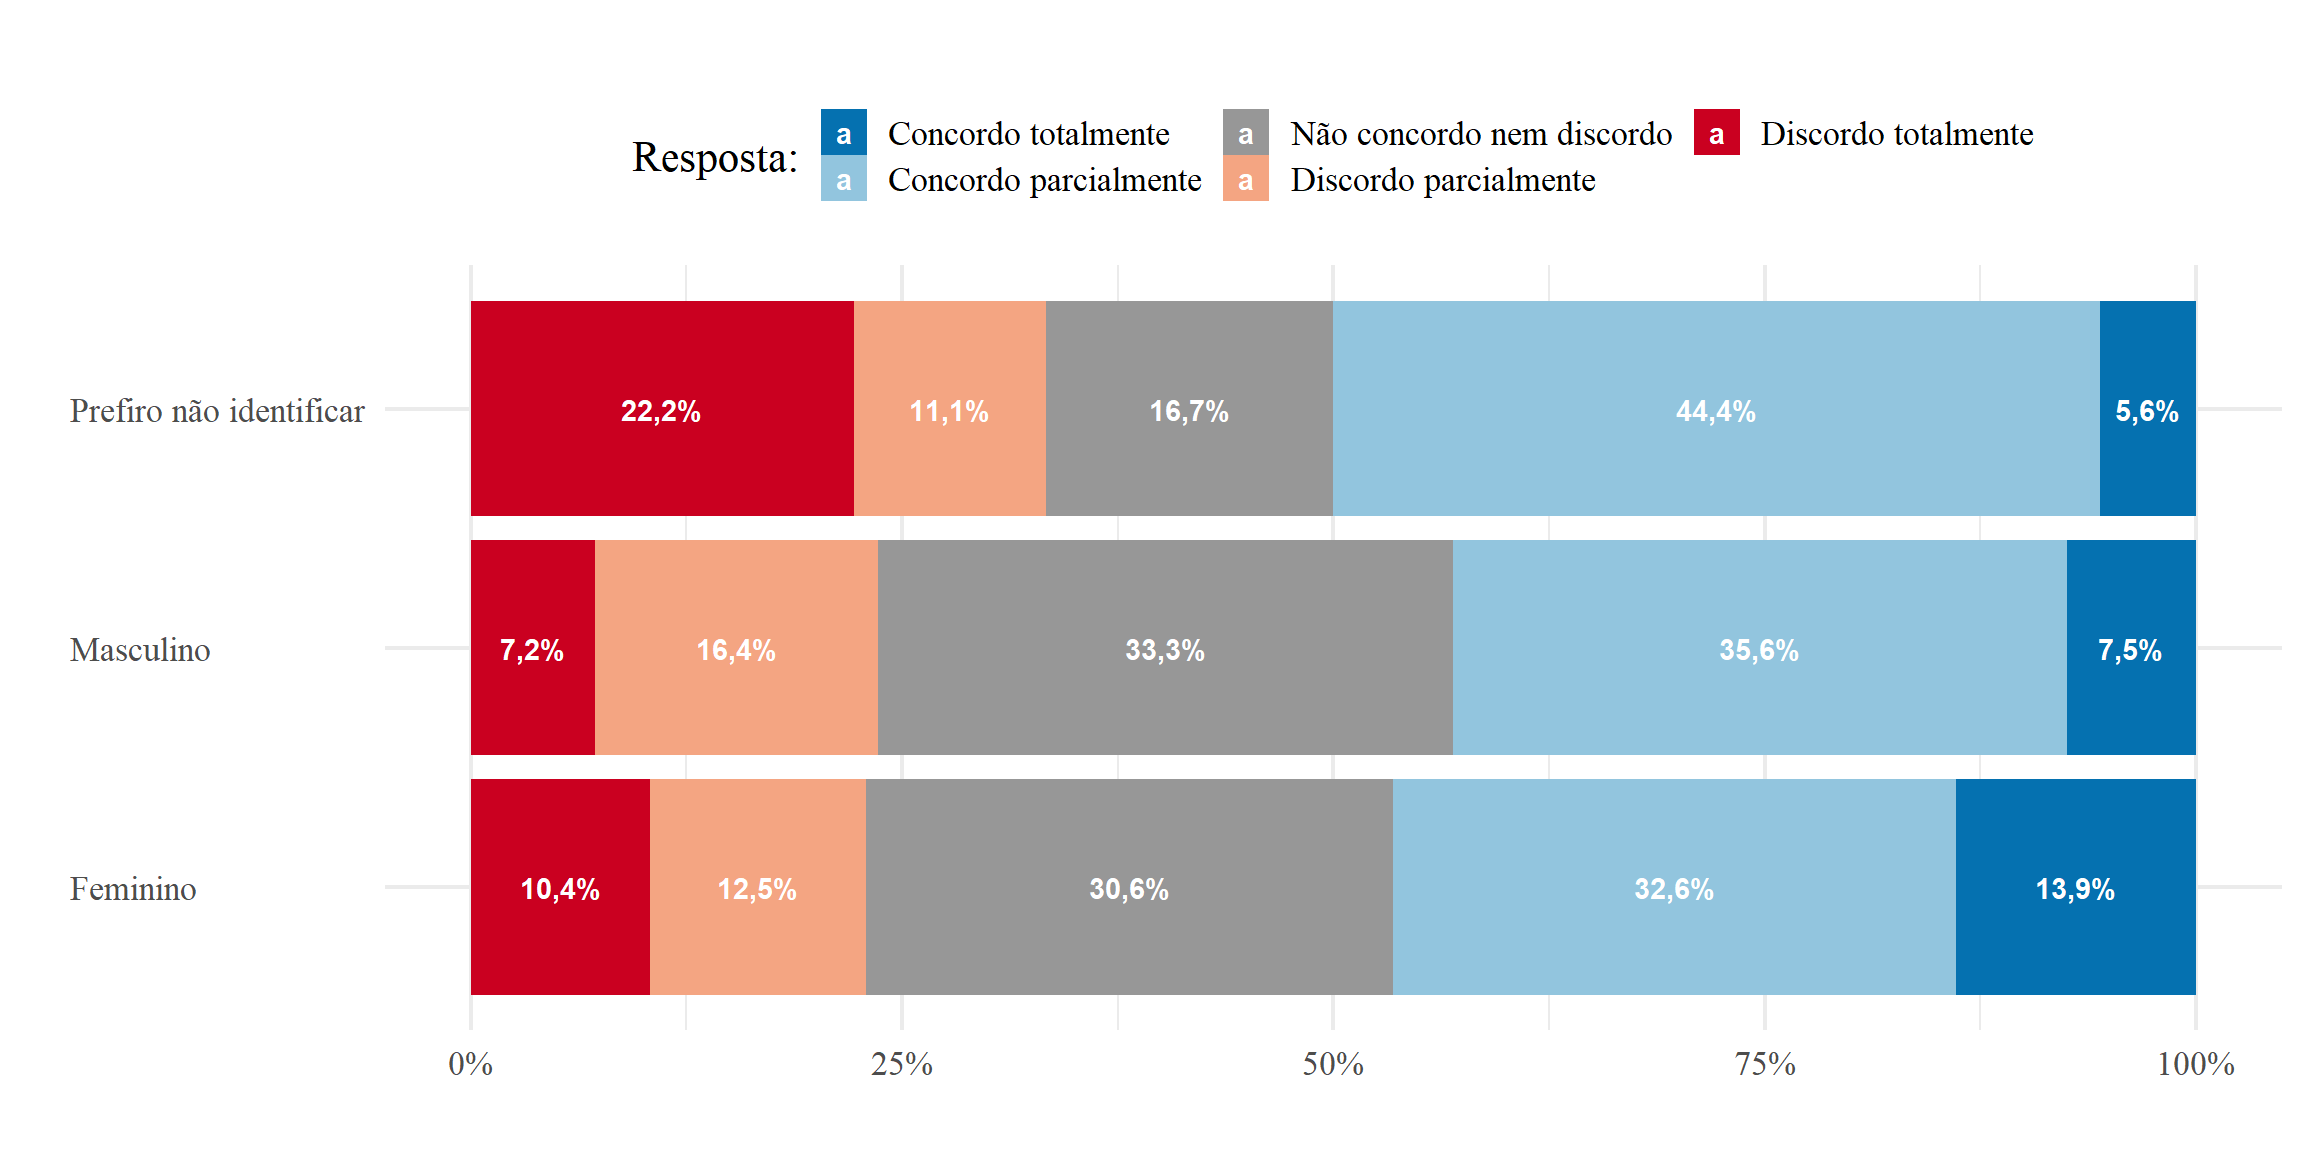 Resposta:
a Concordo totalmente
a Concordo parcialmente
a Não concordo nem discordo
a Discordo parcialmente
a Discordo totalmente
Prefiro não identificar
22,2% 11,1% 16,7% 44,4% 5,6%
Masculino
7,2% 16,4% 33,3% 35,6% 7,5%
Feminino
10,4% 12,5% 30,6% 32,6% 13,9%
0% 25% 50% 75% 100%